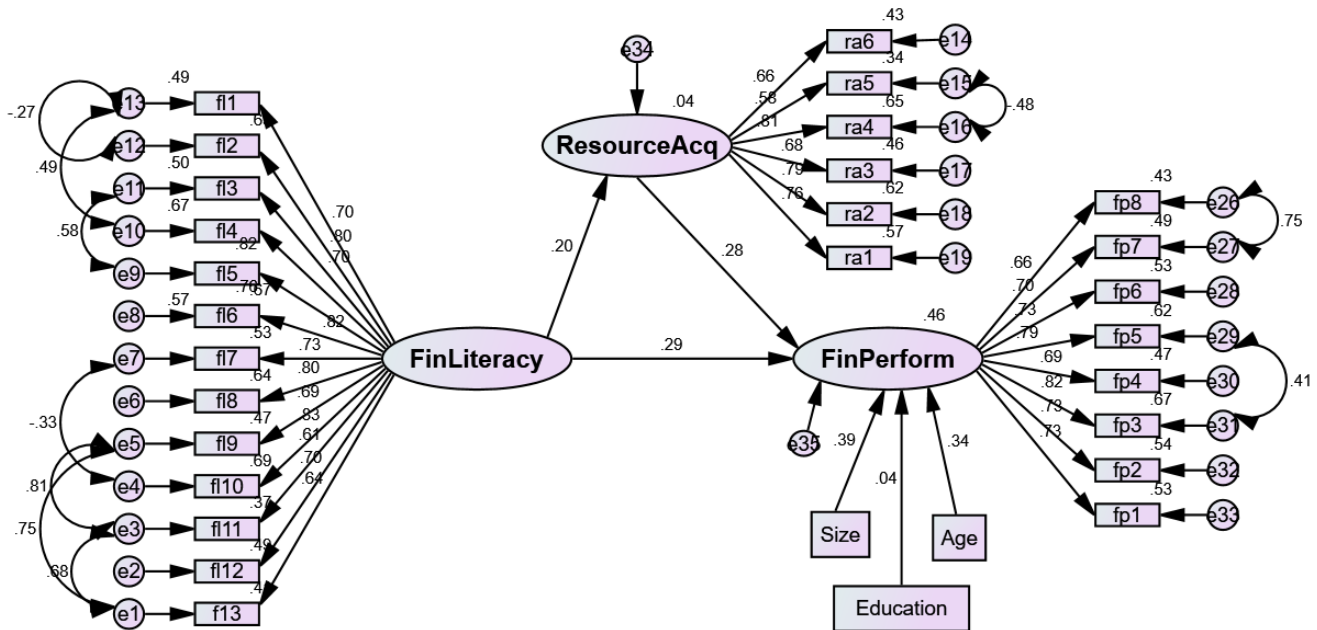 .43
e34
ra6
e14
.34
.49
.66
ra5
e15
-.27
e13
fl1
.04
.58
.65
-.48
.81
ra4
e16
e12
fl2
ResourceAcq
.68
.46
.49
.50
ra3
e17
.79
.62
.43
e11
fl3
.76
ra2
e18
fp8
e26
.67
.70
.57
.49
.75
.58
e10
fl4
.80
.82
.20
.28
ra1
e19
fp7
e27
.70
.66
.53
e9
fl5
.70
fp6
e28
.67
.73
.62
e8
.57
fl6
.82
.46
.79
fp5
e29
.53
.73
.29
.69
.47
e7
fl7
FinLiteracy
FinPerform
fp4
e30
.41
.64
.80
.82
.67
e6
fl8
.69
.73
fp3
e31
-.33
.47
.83
.73
.54
e5
fl9
.61
e35
.39
.34
fp2
e32
.69
.70
.53
.81
e4
fl10
.64
.04
fp1
e33
.37
.75
e3
fl11
Size
Age
.49
.68
e2
fl12
Education
e1
f13